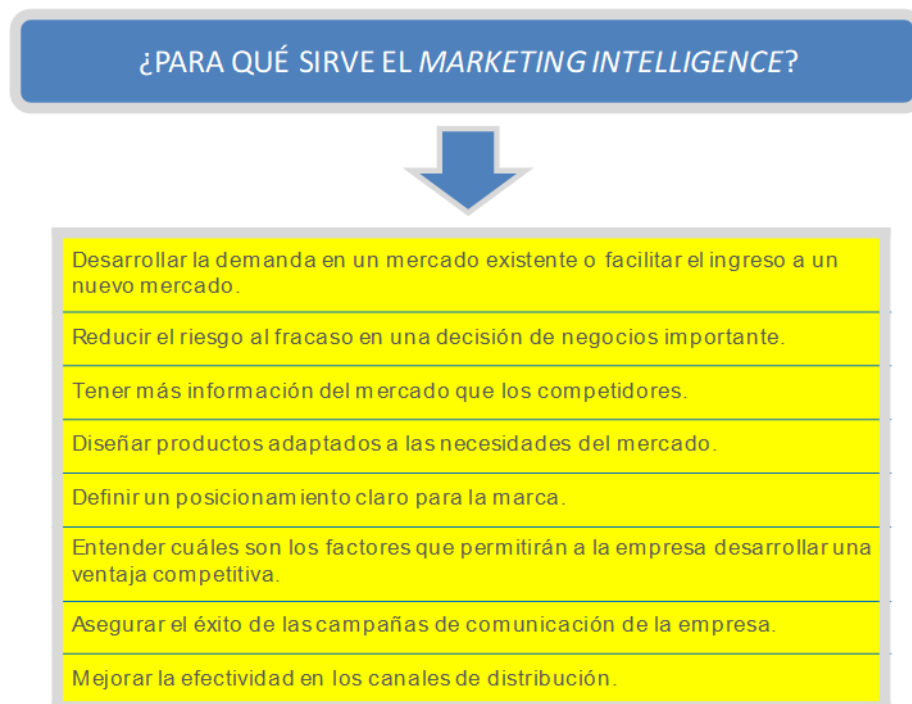 ¿PARA QUÉ SIRVE EL MARKETING INTELLIGENCE?
Desarrollar la demanda en un mercado existente o facilitar el ingreso a un
nuevo mercado.
Reducir el riesgo al fracaso en una decisión de negocios importante.
Tener más información del mercado que los competidores.
Diseñar productos adaptados a las necesidades del mercado.
Definir un posicionamiento claro para la marca.
Entender cuáles son los factores que permitirán a la empresa desarrollar una
ventaja competitiva.
Asegurar el éxito de las campañas de comunicación de la empresa.
Mejorar la efectividad en los canales de distribución.